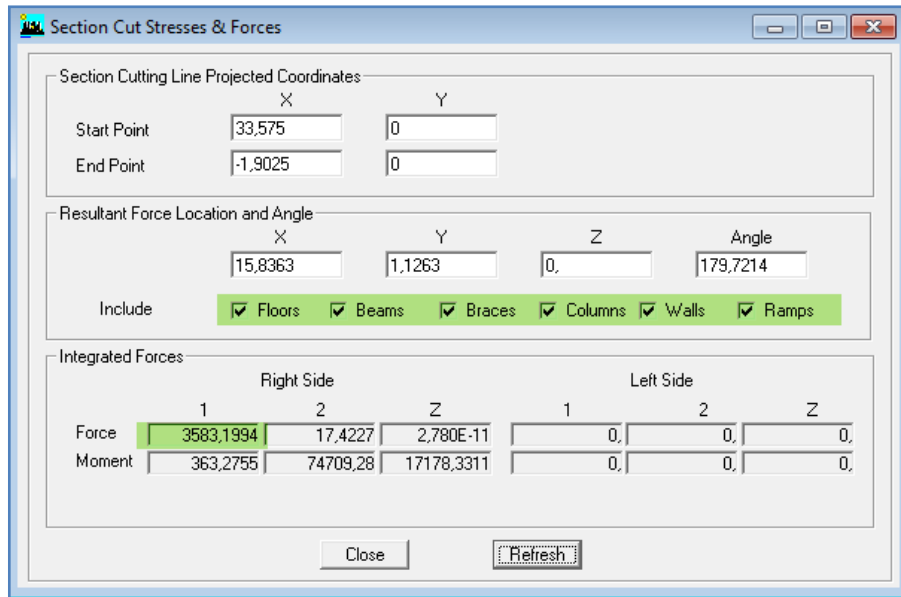 Section Cut Stresses & Forces
Section Cutting Line Projected Coordinates
X Y
Start Point 33,575 0
End Point -1,9025 0
Resultant Force Location and Angle
X Y Z Angle
15,8363 1,1263 0, 179,7214
Include Floors Beams Braces Columns Walls Ramps
Integrated Forces
Right Side Left Side
1 2 Z 1 2 Z
Force 3583,1994 17,4227 2,780E-11 0, 0, 0,
Moment 363,2755 74709,28 17178,3311 0, 0, 0,
Close Refresh